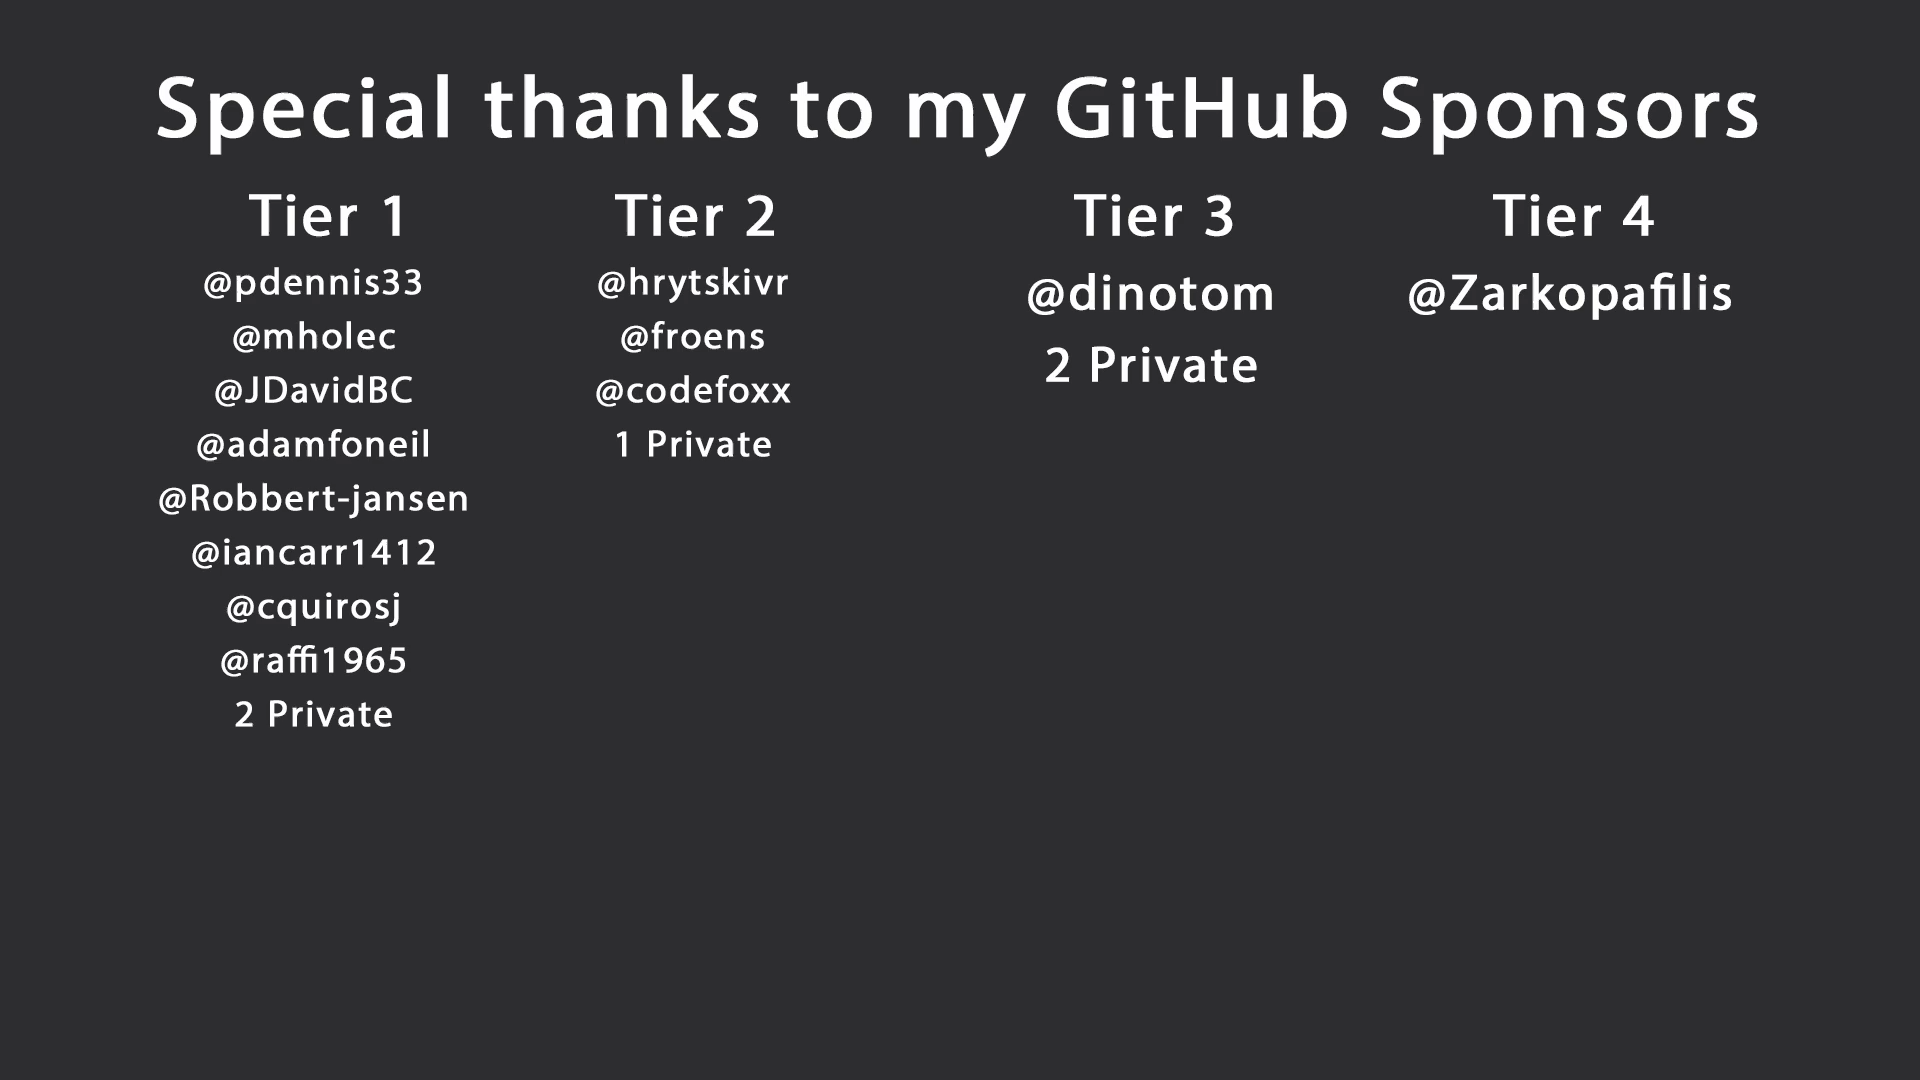 Special thanks to my GitHub Sponsors
Tier 1
@pdennis33
@mholec
@JDavidBC
@adamfoneil
@Robbert-jansen
@iancarr1412
@cquirosj
@raffi1965
2 Private
Tier 2
@hrytskivr
@froens
@codefoxx
1 Private
Tier 3
@dinotom
2 Private
Tier 4
@Zarkopafilis